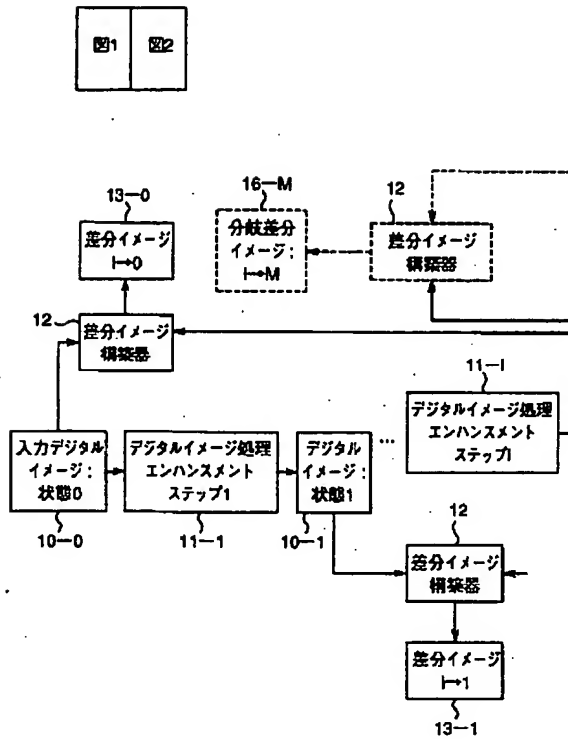 図1 図2
13-0
差分イメージ
I→0
12
差分イメージ
構築器
16-M
分岐差分
イメージ:
I→M
12
差分イメージ
構築器
11-I
デジタルイメージ処理
エンハンスメント
ステップI
入力デジタル
イメージ:
状態0
10-0
デジタルイメージ処理
エンハンスメント
ステップ1
11-1
デジタル
イメージ:
状態1
10-1
...
12
差分イメージ
構築器
差分イメージ
I→1
13-1